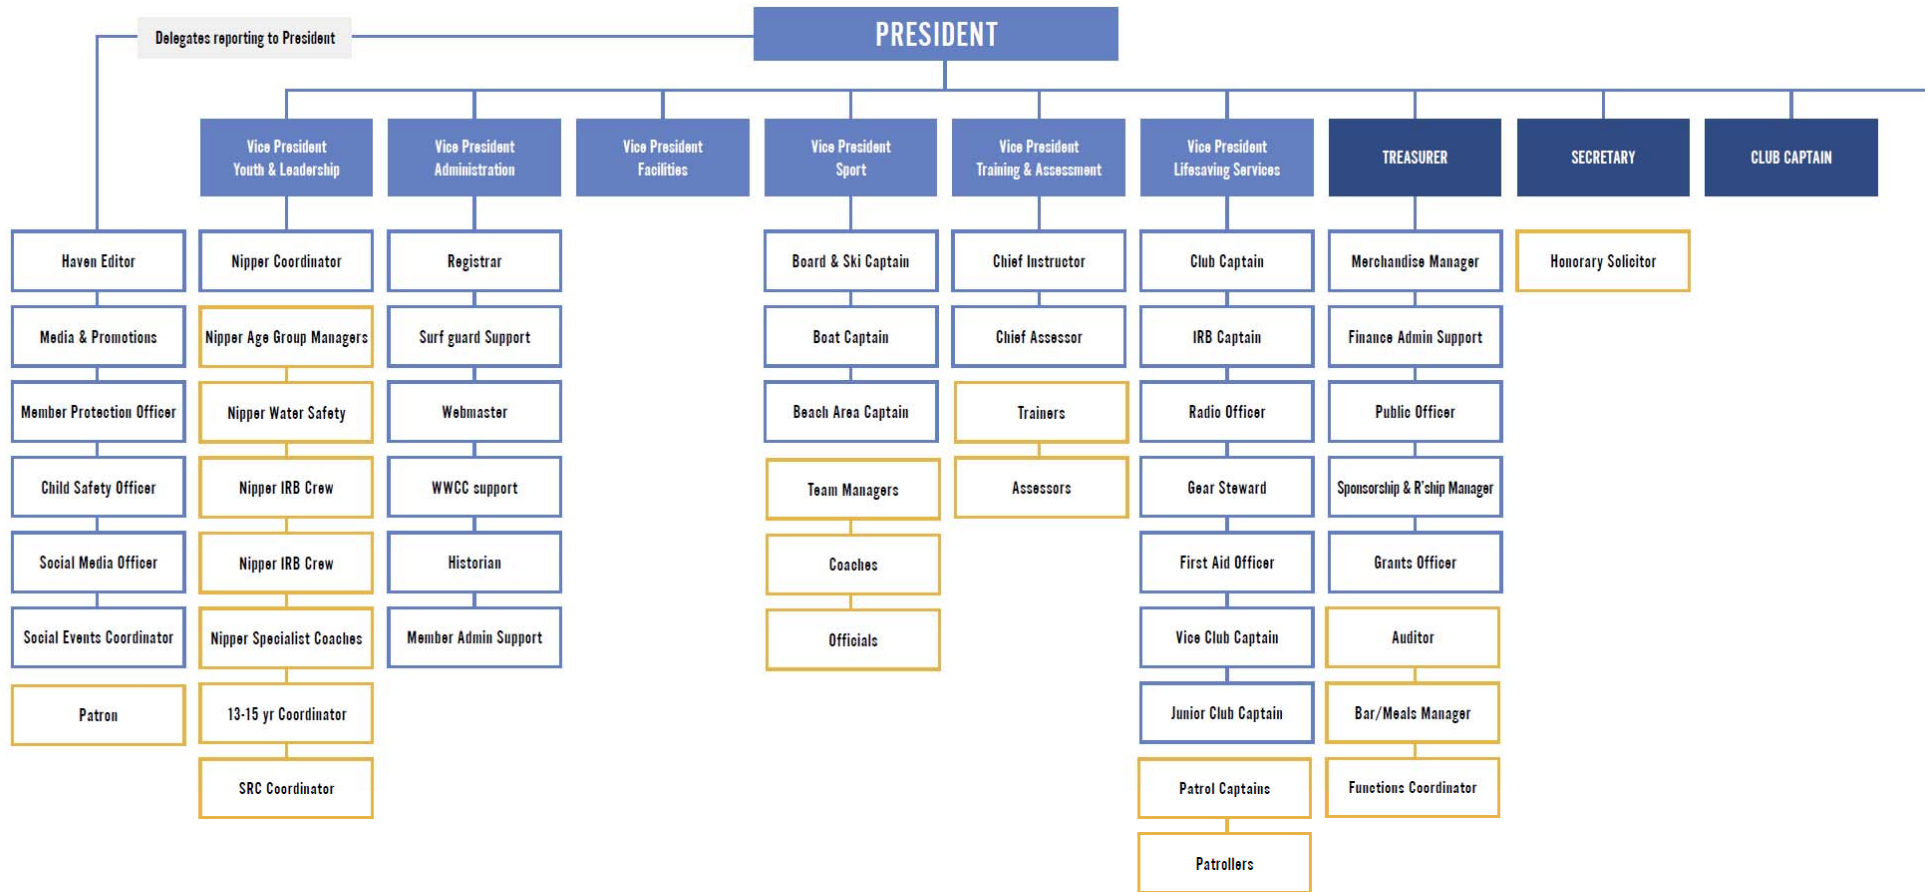 Delegates reporting to President
PRESIDENT
Vice President
Youth & Leadership
Vice President
Administration
Vice President
Facilities
Vice President
Sport
Vice President
Training & Assessment
Vice President
Lifesaving Services
TREASURER
SECRETARY
CLUB CAPTAIN
Haven Editor
Media & Promotions
Member Protection Officer
Child Safety Officer
Social Media Officer
Social Events Coordinator
Patron
Nipper Coordinator
Nipper Age Group Managers
Nipper Water Safety
Nipper IRB Crew
Nipper IRB Crew
Nipper Specialist Coaches
13-15 yr Coordinator
SRC Coordinator
Registrar
Surf guard Support
Webmaster
WWCC support
Historian
Member Admin Support
Board & Ski Captain
Boat Captain
Beach Area Captain
Team Managers
Coaches
Officials
Chief Instructor
Chief Assessor
Trainers
Assessors
Club Captain
IRB Captain
Radio Officer
Gear Steward
First Aid Officer
Vice Club Captain
Junior Club Captain
Patrol Captains
Patrollers
Merchandise Manager
Finance Admin Support
Public Officer
Sponsorship & R'ship Manager
Grants Officer
Auditor
Bar/Meals Manager
Functions Coordinator
Honorary Solicitor